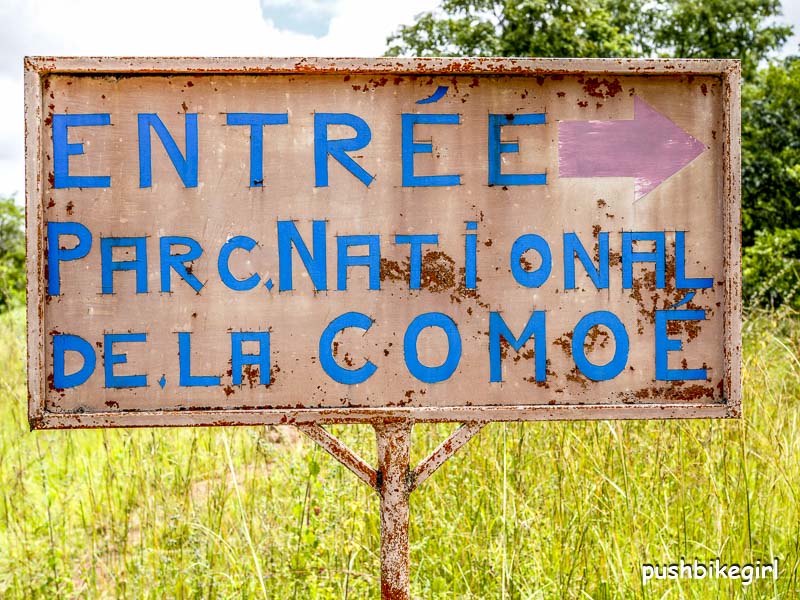 ENTRÉE
PARC.NATiONAL
DE.LA COMOÉ
pushbikegirl